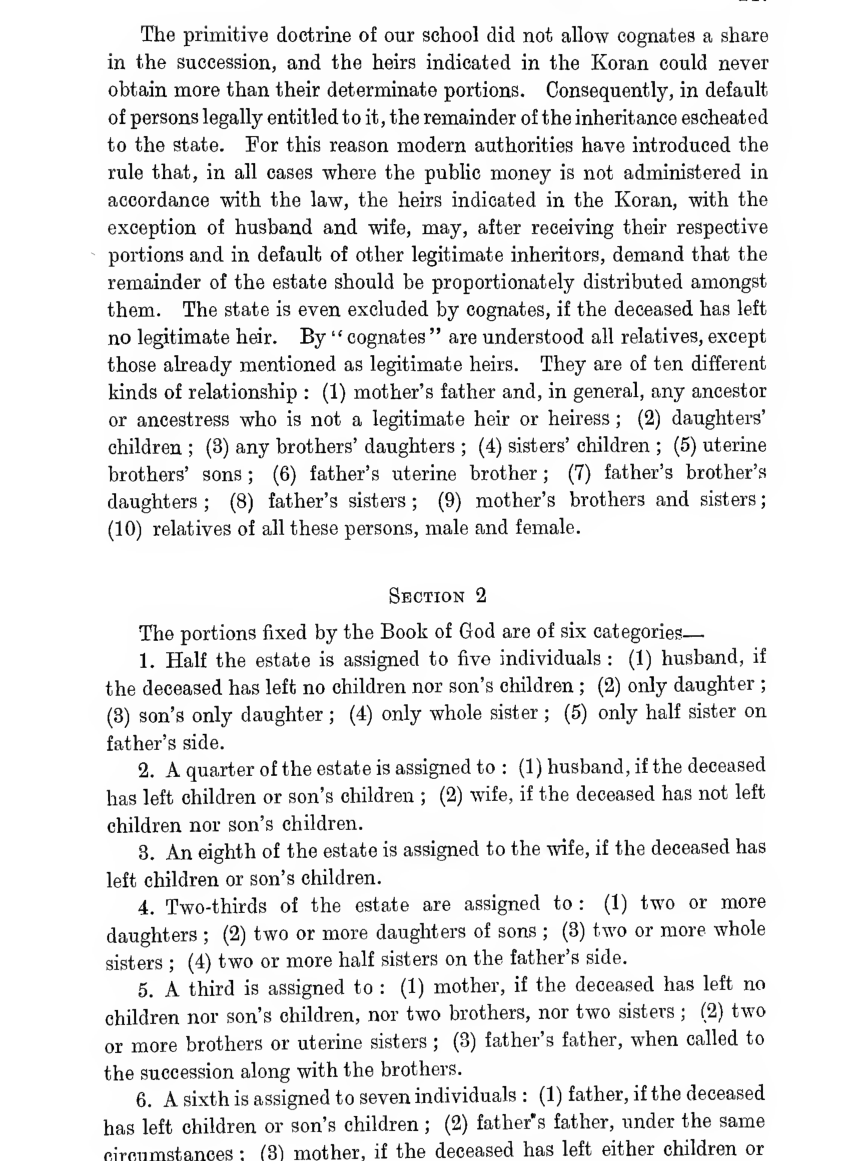 The primitive doctrine of our school did not allow cognates a share
in the succession, and the heirs indicated in the Koran could never
obtain more than their determinate portions. Consequently, in default
of persons legally entitled to it, the remainder of the inheritance escheated
to the state. For this reason modern authorities have introduced the
rule that, in all cases where the public money is not administered in
accordance with the law, the heirs indicated in the Koran, with the
exception of husband and wife, may, after receiving their respective
portions and in default of other legitimate inheritors, demand that the
remainder of the estate should be proportionately distributed amongst
them. The state is even excluded by cognates, if the deceased has left
no legitimate heir. By “cognates” are understood all relatives, except
those already mentioned as legitimate heirs. They are of ten different
kinds of relationship : (1) mother’s father and, in general, any ancestor
or ancestress who is not a legitimate heir or heiress ; (2) daughters’
children ; (3) any brothers’ daughters ; (4) sisters’ children ; (5) uterine
brothers’ sons ; (6) father’s uterine brother ; (7) father’s brother’s
daughters ; (8) father’s sisters ; (9) mother’s brothers and sisters ;
(10) relatives of all these persons, male and female.
SECTION 2
The portions fixed by the Book of God are of six categories—
1. Half the estate is assigned to five individuals : (1) husband, if
the deceased has left no children nor son’s children ; (2) only daughter ;
(3) son’s only daughter ; (4) only whole sister ; (5) only half sister on
father’s side.
2. A quarter of the estate is assigned to : (1) husband, if the deceased
has left children or son’s children ; (2) wife, if the deceased has not left
children nor son’s children.
3. An eighth of the estate is assigned to the wife, if the deceased has
left children or son’s children.
4. Two-thirds of the estate are assigned to : (1) two or more
daughters ; (2) two or more daughters of sons ; (3) two or more whole
sisters ; (4) two or more half sisters on the father’s side.
5. A third is assigned to : (1) mother, if the deceased has left no
children nor son’s children, nor two brothers, nor two sisters ; (2) two
or more brothers or uterine sisters ; (3) father’s father, when called to
the succession along with the brothers.
6. A sixth is assigned to seven individuals : (1) father, if the deceased
has left children or son’s children ; (2) father’s father, under the same
circumstances ; (3) mother, if the deceased has left either children or